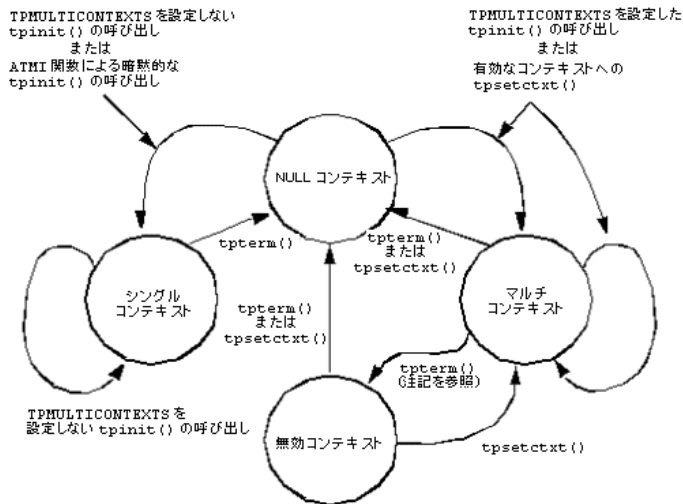 TPMULTICONTEXTS を設定しない
tpinit() の呼び出し
または
ATMI 関数による暗黙的な
tpinit() の呼び出し
TPMULTICONTEXTS を設定した
tpinit() の呼び出し
または
有効なコンテキストへの
tpsetctxt()
NULL コンテキスト
tpterm()
tpterm()
または
tpsetctxt()
シングル
コンテキスト
tpterm()
または
tpsetctxt()
マルチ
コンテキスト
tpterm()
(注記を参照)
TPMULTICONTEXTS を
設定しない tpinit() の呼び出し
無効コンテキスト
tpsetctxt()